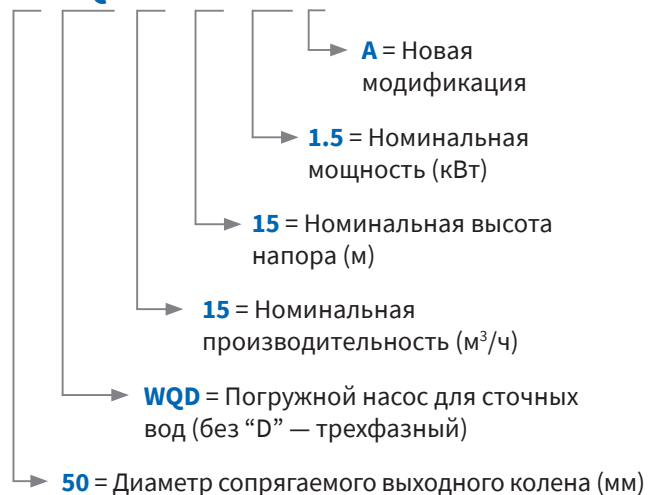 A = Новая
модификация
1.5 = Номинальная
мощность (кВт)
15 = Номинальная высота
напора (м)
15 = Номинальная
производительность (м³/ч)
WQD = Погружной насос для сточных
вод (без “D” — трехфазный)
50 = Диаметр сопрягаемого выходного колена (мм)